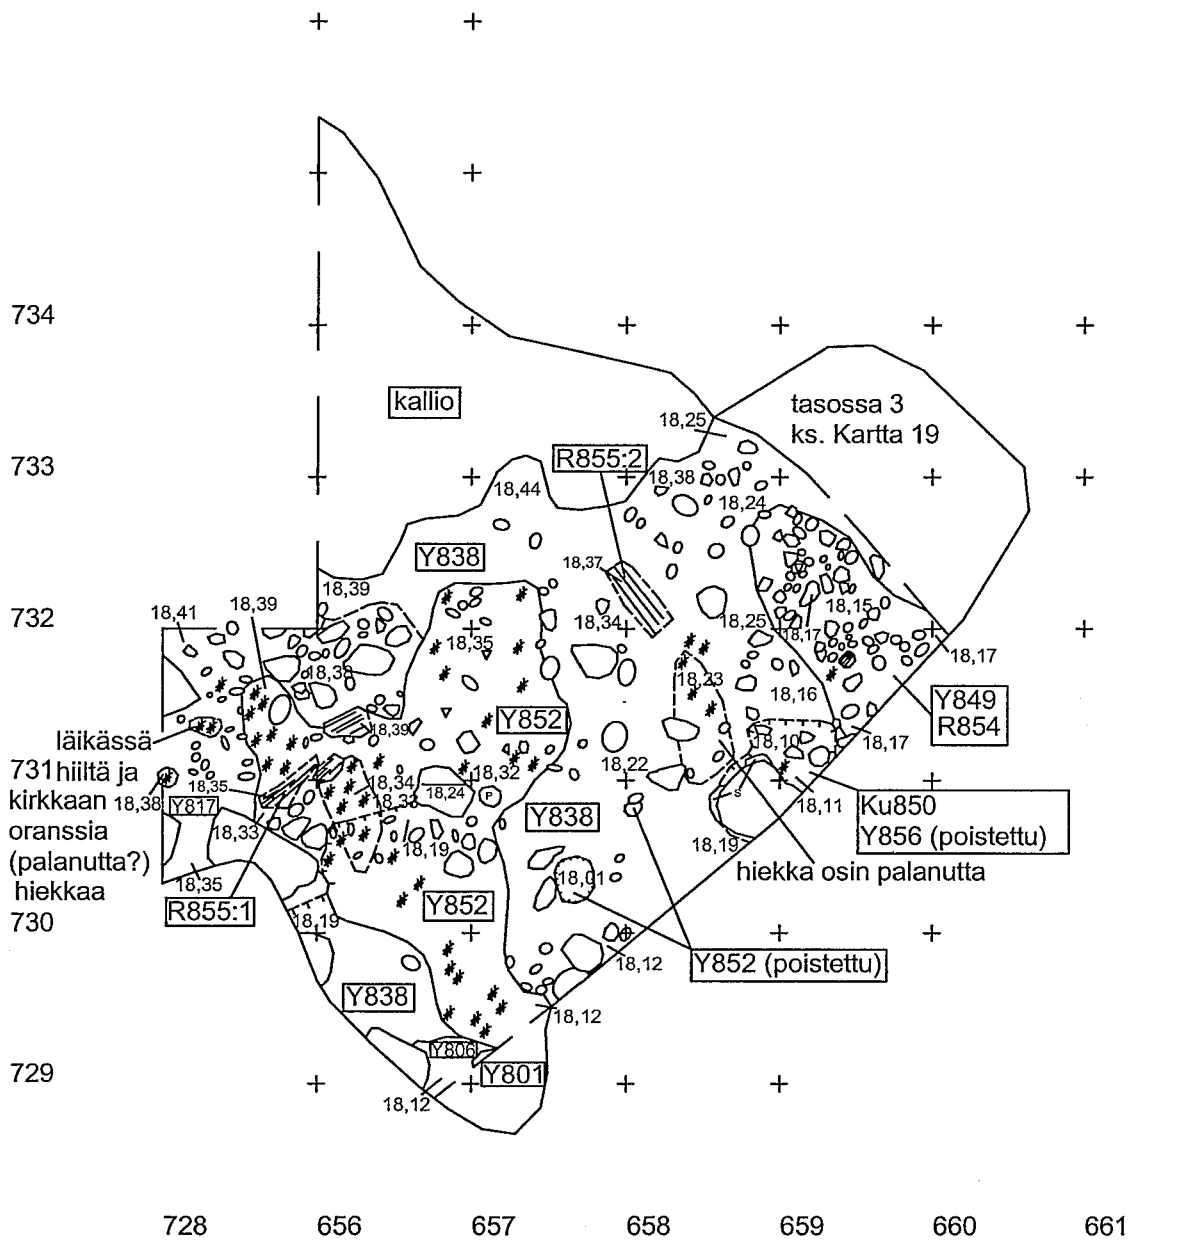 734
kallio
tasossa 3
ks. Kartta 19
18,25
733
R855:2
18,38
18,44
18,24
Y838
18,37
18,39
732
18,41
18,39
18,34
18,25
18,15
18,17
18,35
18,17
18,38
18,23
18,16
Y849
R854
Y852
18,39
läikässä
18,10
18,17
731
hiiltä ja
18,22
18,32
18,34
18,35
18,24
kirkkaan
18,38
Y817
18,33
18,11
Ku850
P
S
Y838
oranssia
18,33
Y856 (poistettu)
18,19
18,19
(palanutta?)
hiekka osin palanutta
hiekkaa
18,35
18,01
R855:1
Y852
730
18,19
18,12
Y852 (poistettu)
Y838
18,12
Y806
729
Y801
18,12
728
656
657
658
659
660
661